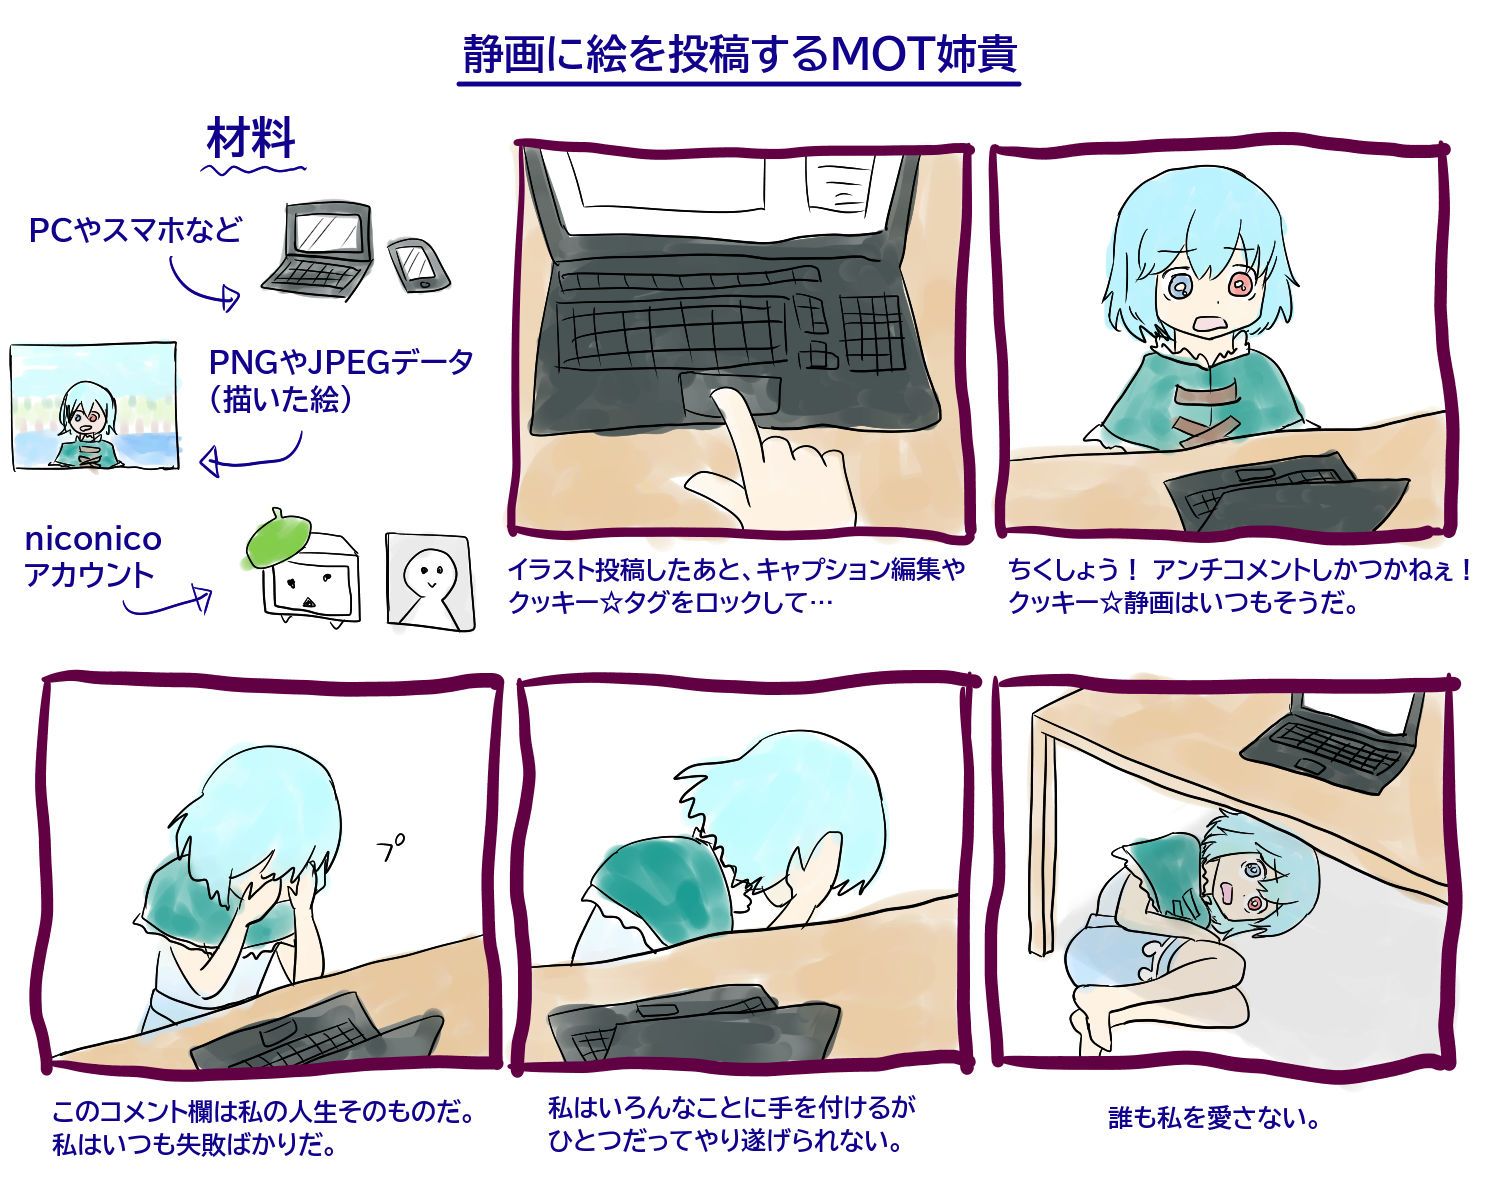 静画に絵を投稿するMOT姉貴
材料
PCやスマホなど
PNGやJPEGデータ
(描いた絵)
niconico
アカウント
イラスト投稿したあと、キャプション編集や
クッキー☆タグをロックして…
ちくしょう！ アンチコメントしかつかねぇ！
クッキー☆静画はいつもそうだ。
プ
このコメント欄は私の人生そのものだ。
私はいつも失敗ばかりだ。
私はいろんなことに手を付けるが
ひとつだってやり遂げられない。
誰も私を愛さない。